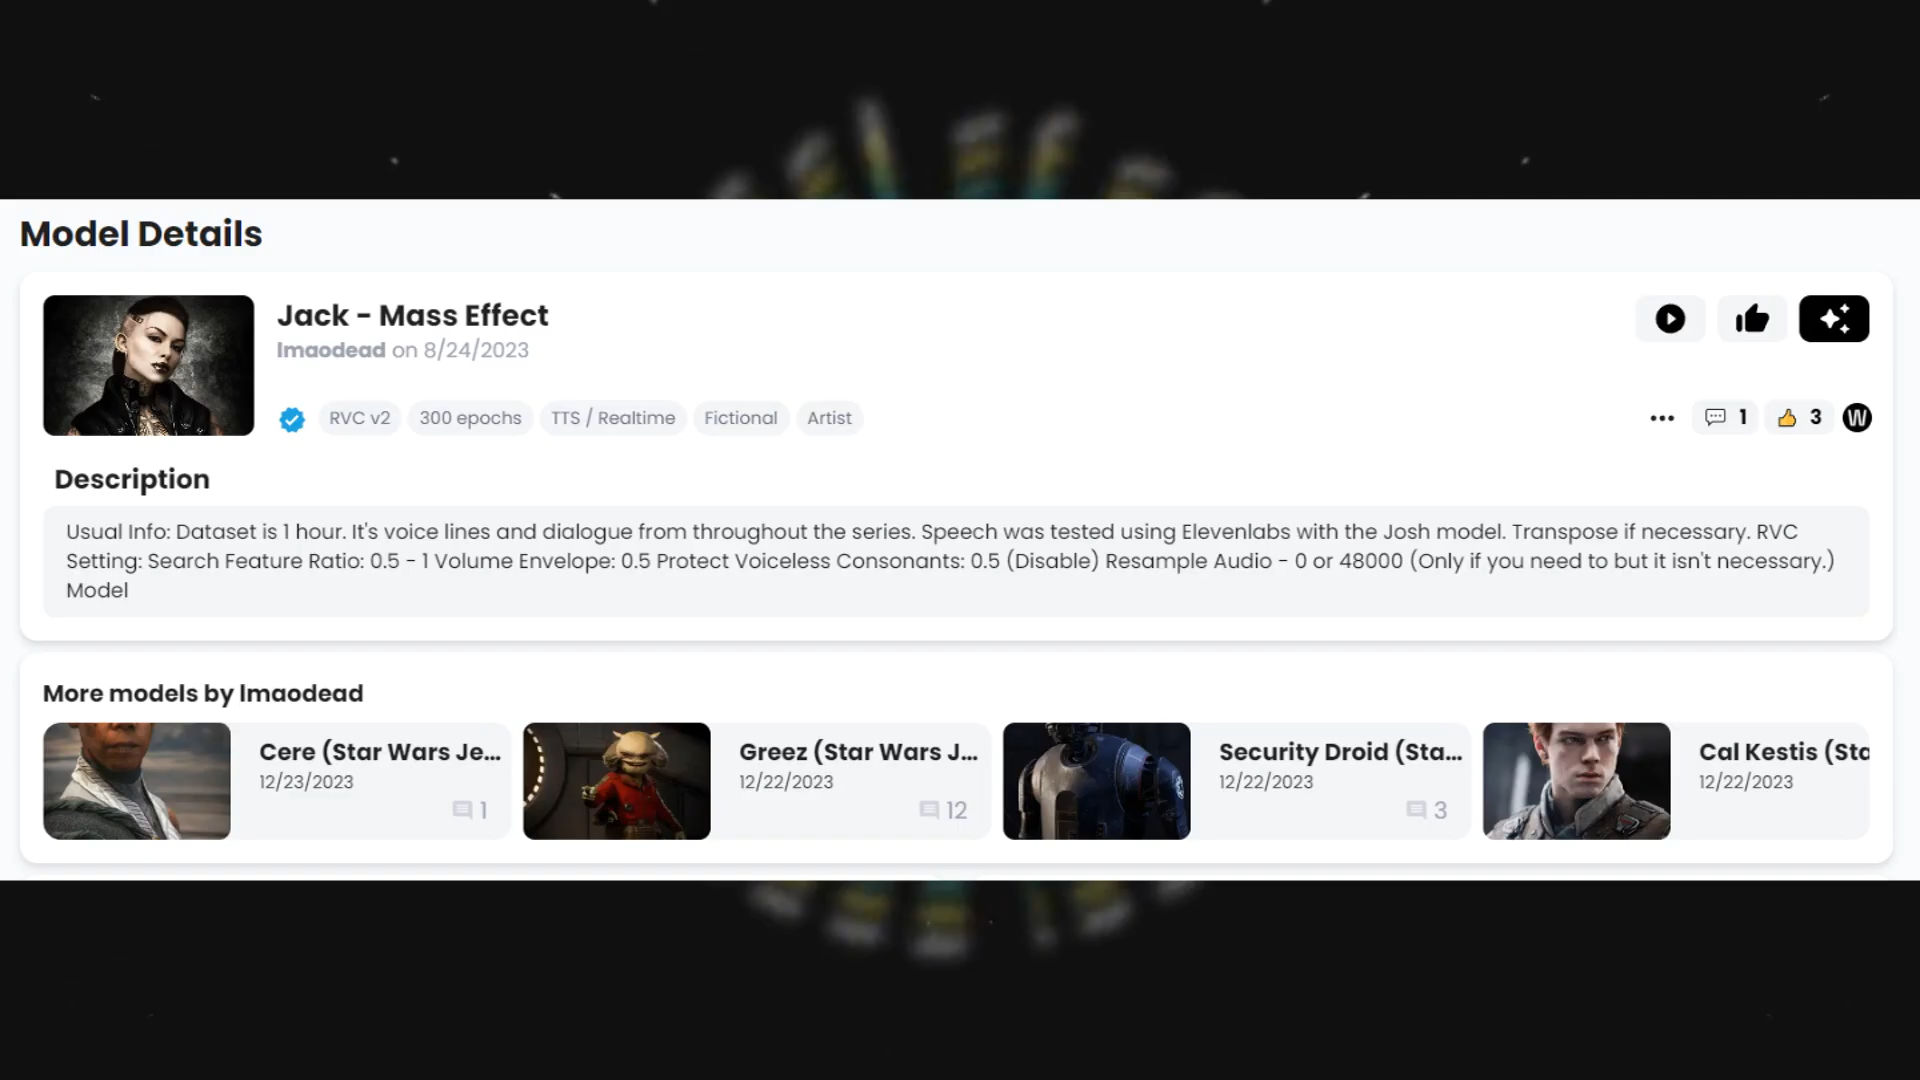 Model Details
Jack - Mass Effect
lmaodead on 8/24/2023
RVC v2 300 epochs TTS / Realtime Fictional Artist
1 3 W
Description
Usual Info: Dataset is 1 hour. It's voice lines and dialogue from throughout the series. Speech was tested using Elevenlabs with the Josh model. Transpose if necessary. RVC
Setting: Search Feature Ratio: 0.5 - 1 Volume Envelope: 0.5 Protect Voiceless Consonants: 0.5 (Disable) Resample Audio - 0 or 48000 (Only if you need to but it isn't necessary.)
Model
More models by lmaodead
Cere (Star Wars Je... Greez (Star Wars J... Security Droid (Sta... Cal Kestis (Sta
12/23/2023 12/22/2023 12/22/2023 12/22/2023
1 12 3